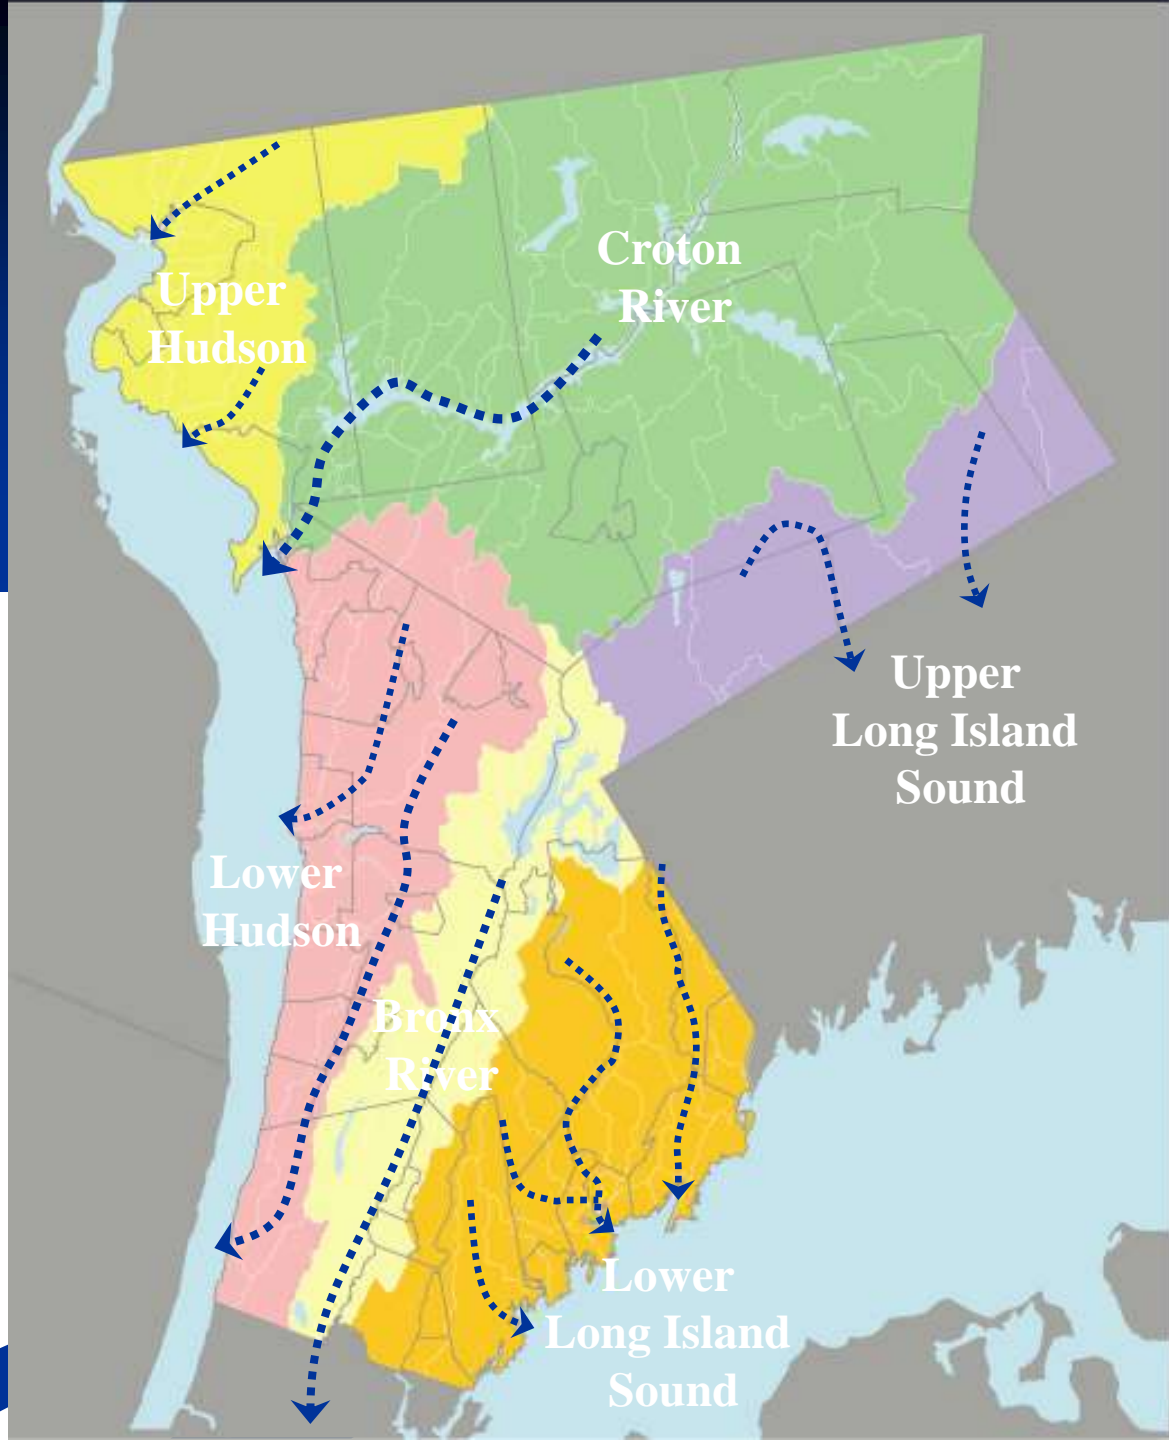 Croton
River
Upper
Hudson
Upper
Long Island
Sound
Lower
Hudson
Bronx
River
Lower
Long Island
Sound